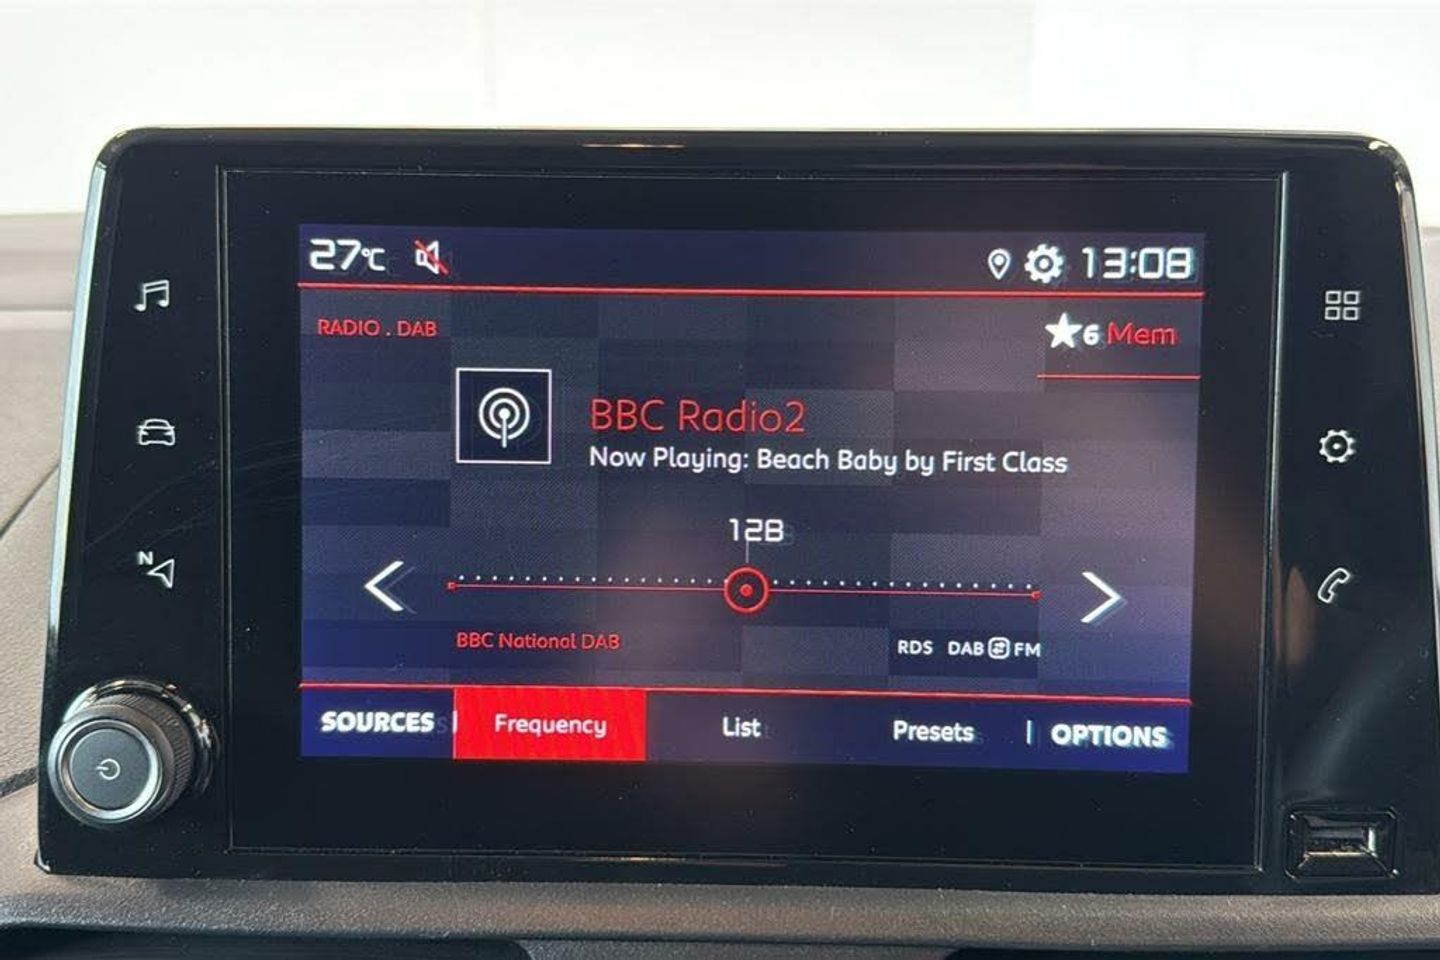 27°C 13:08
RADIO . DAB
6 Mem
BBC Radio2
Now Playing: Beach Baby by First Class
128
BBC National DAB
RDS DAB FM
SOURCES Frequency List Presets OPTIONS
N